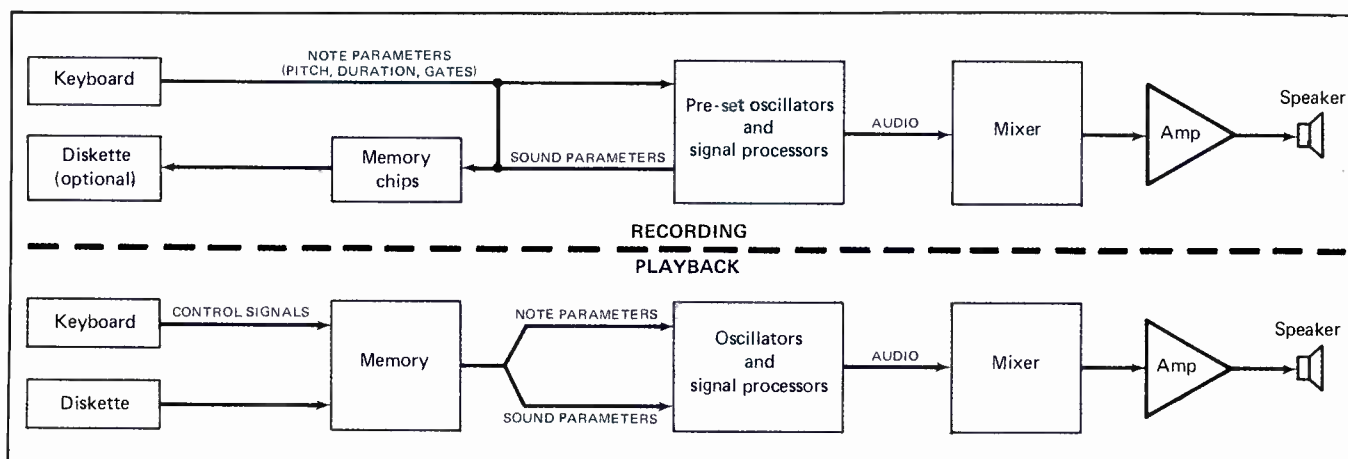 NOTE PARAMETERS
(PITCH, DURATION, GATES)
Keyboard
Pre-set oscillators
and
signal processors
AUDIO
Mixer
Amp
Speaker
Diskette
(optional)
Memory
chips
SOUND PARAMETERS
RECORDING
PLAYBACK
Keyboard
CONTROL SIGNALS
Diskette
Memory
NOTE PARAMETERS
SOUND PARAMETERS
Oscillators
and
signal processors
AUDIO
Mixer
Amp
Speaker